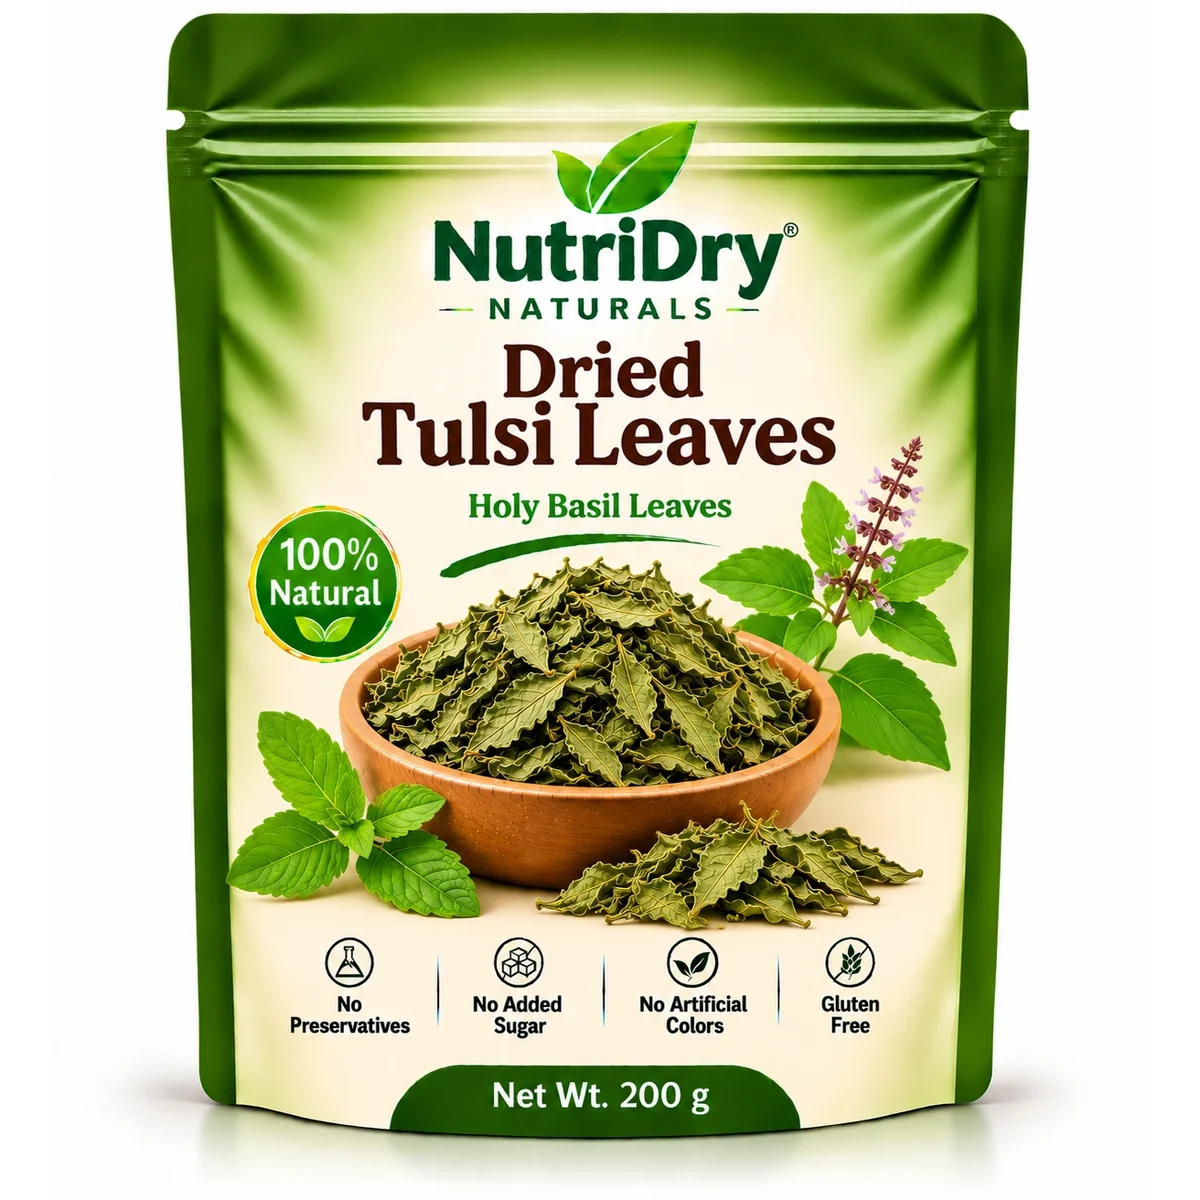 NutriDry®
NATURALS
Dried
Tulsi Leaves
Holy Basil Leaves
100%
Natural
No
Preservatives
No Added
Sugar
No Artificial
Colors
Gluten
Free
Net Wt. 200 g